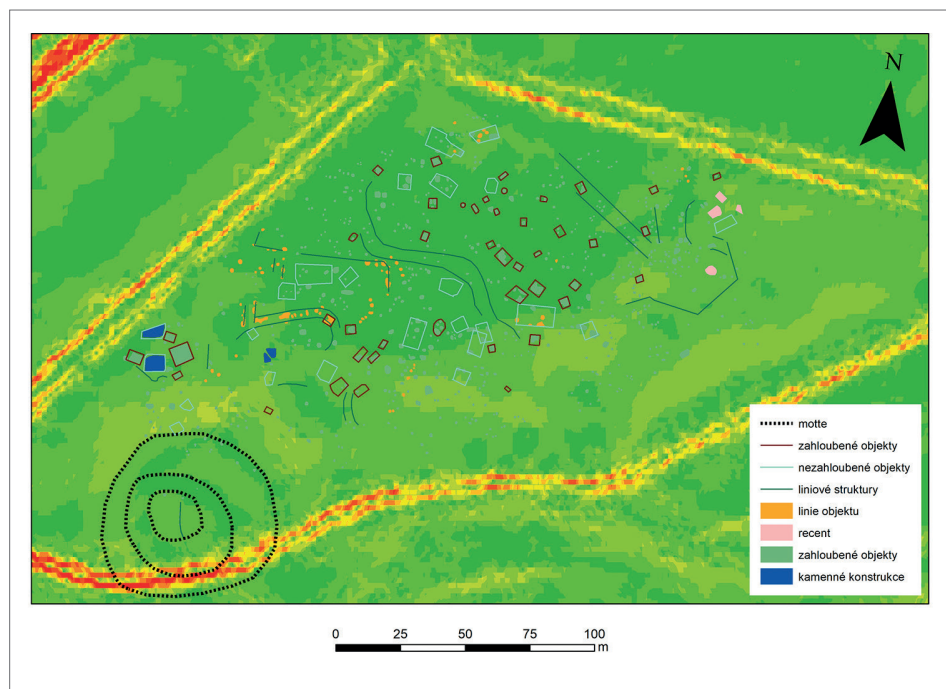 N
motte
zahloubené objekty
nezahloubené objekty
liniové struktury
linie objektu
recent
zahloubené objekty
kamenné konstrukce
0 25 50 75 100
m